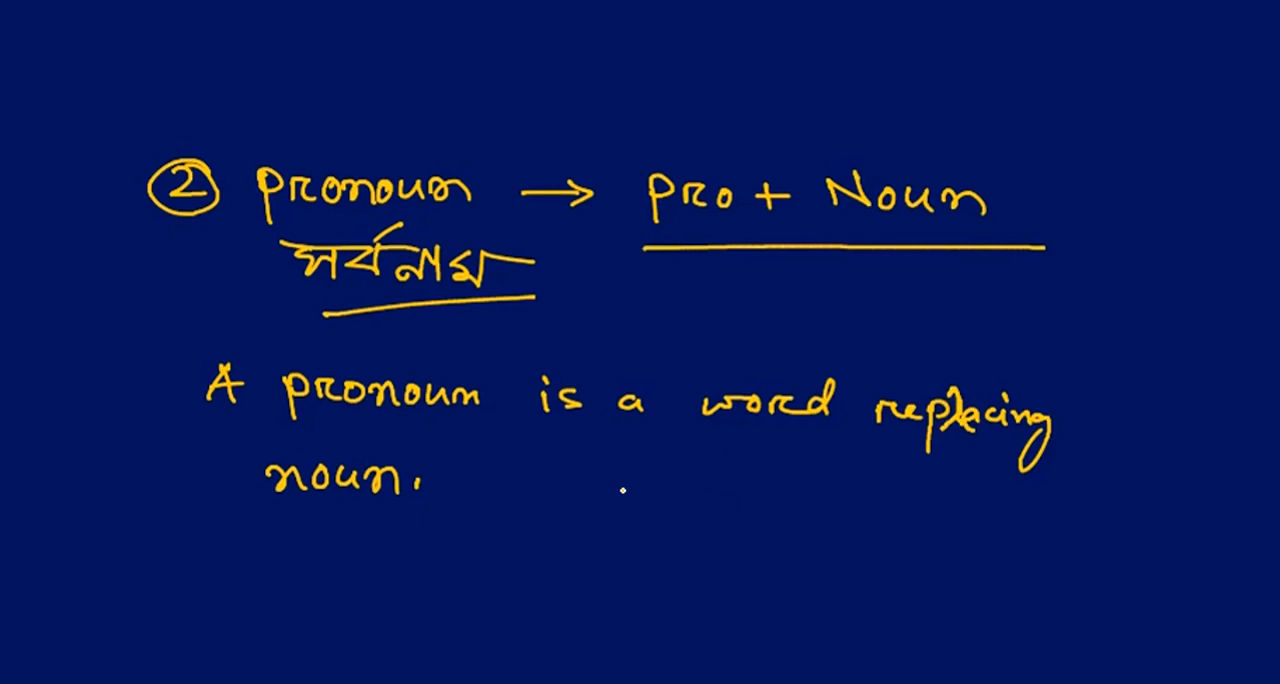 ② Pronoun → Pro + Noun
সর্বনাম
A pronoun is a word replacing
noun.